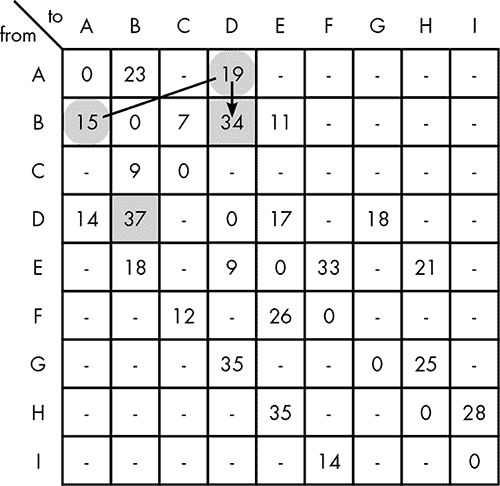 to A B C D E F G H I
from
A 0 23 - 19 - - - - -
B 15 0 7 34 11 - - - -
C - 9 0 - - - - - -
D 14 37 - 0 17 - 18 - -
E - 18 - 9 0 33 - 21 -
F - - 12 - 26 0 - - -
G - - - 35 - - 0 25 -
H - - - - 35 - - 0 28
I - - - - - 14 - - 0